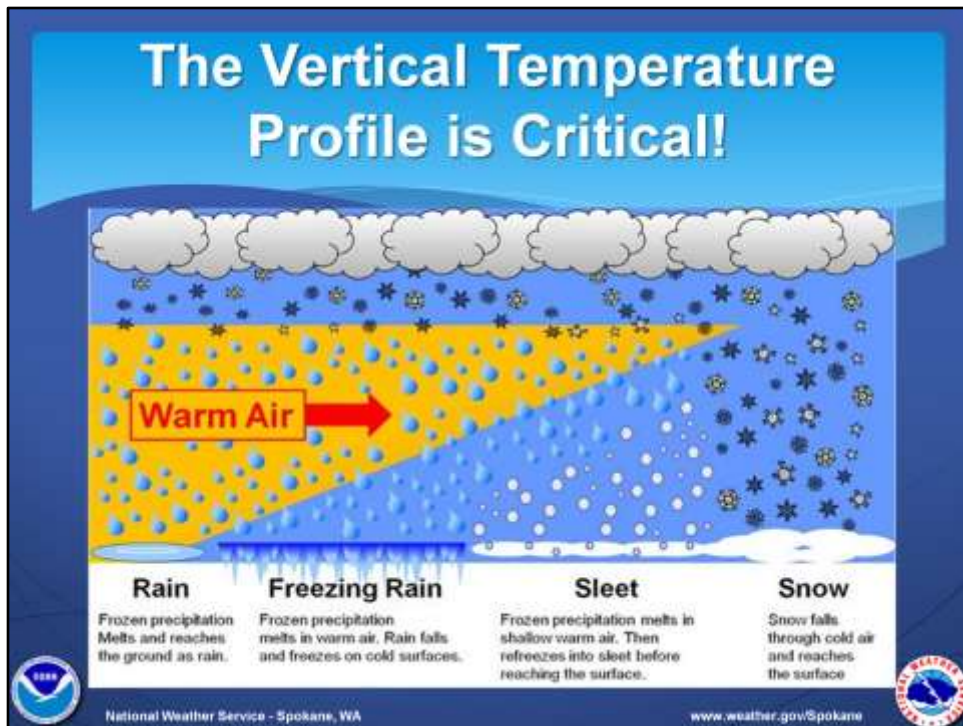 The Vertical Temperature
Profile is Critical!
Warm Air
Rain
Frozen precipitation
Melts and reaches
the ground as rain.
Freezing Rain
Frozen precipitation
melts in warm air. Rain falls
and freezes on cold surfaces.
Sleet
Frozen precipitation melts in
shallow warm air. Then
refreezes into sleet before
reaching the surface.
Snow
Snow falls
through cold air
and reaches
the surface
National Weather Service - Spokane, WA
www.weather.gov/Spokane